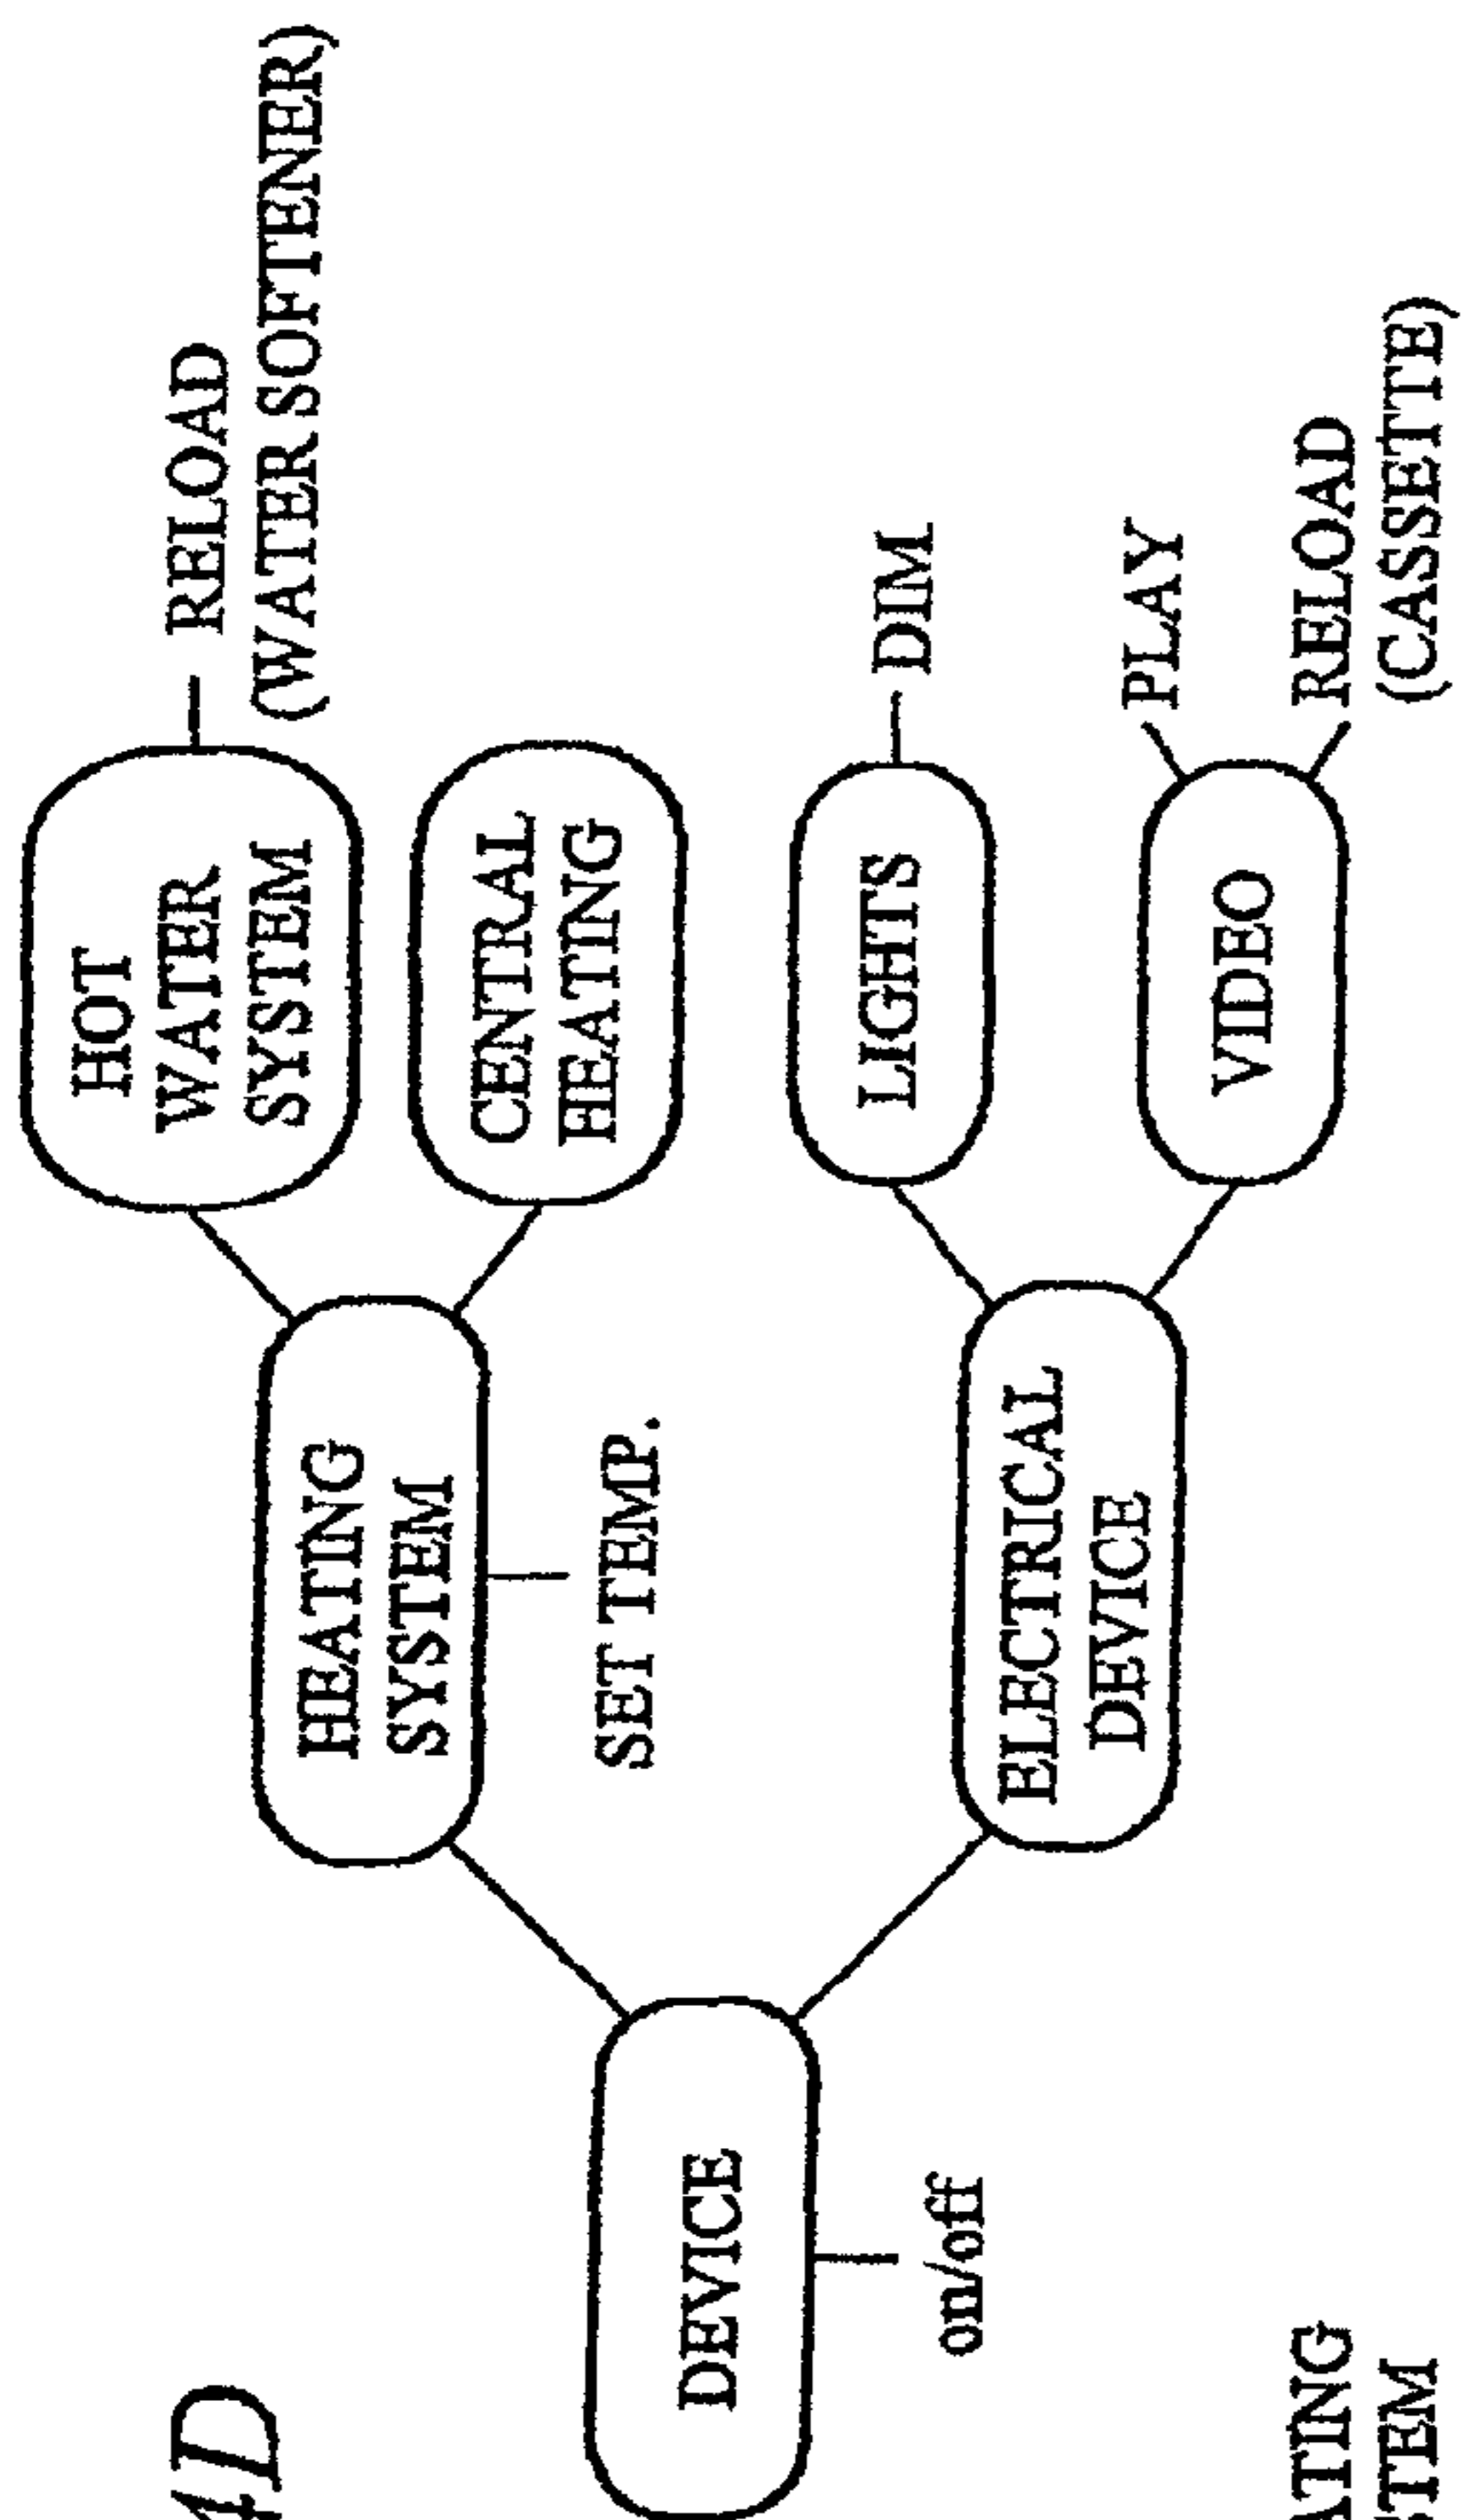 HOT
WATER
SYSTEM
RELOAD
(WATER SOFTENER)
CENTRAL
HEATING
HEATING
SYSTEM
SET TEMP.
LIGHTS
DIM
PLAY
VIDEO
RELOAD
(CASSETTE)
ELECTRICAL
DEVICE
DEVICE
on/off